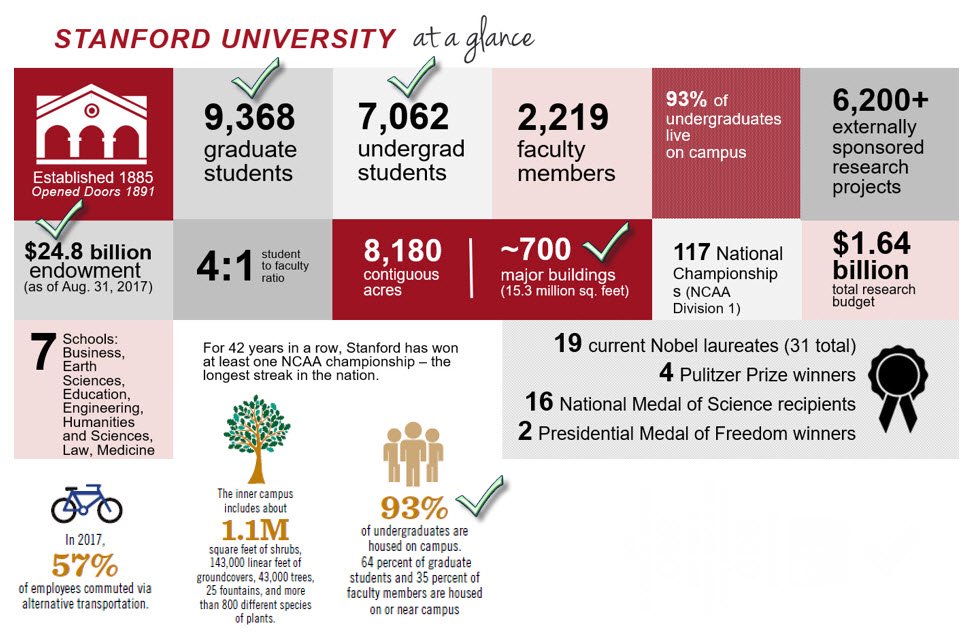 STANFORD UNIVERSITY at a glance
Established 1885
Opened Doors 1891
9,368
graduate
students
7,062
undergrad
students
2,219
faculty
members
93% of
undergraduates
live
on campus
6,200+
externally
sponsored
research
projects
$24.8 billion
endowment
(as of Aug. 31, 2017)
4:1
student
to faculty
ratio
8,180
contiguous
acres
~700
major buildings
(15.3 million sq. feet)
117 National
Championship
s (NCAA
Division 1)
$1.64
billion
total research
budget
7
Schools:
Business,
Earth
Sciences,
Education,
Engineering,
Humanities
and Sciences,
Law, Medicine
For 42 years in a row, Stanford has won
at least one NCAA championship – the
longest streak in the nation.
19 current Nobel laureates (31 total)
4 Pulitzer Prize winners
16 National Medal of Science recipients
2 Presidential Medal of Freedom winners
In 2017,
57%
of employees commuted via
alternative transportation.
The inner campus
includes about
1.1M
square feet of shrubs,
143,000 linear feet of
groundcovers, 43,000 trees,
25 fountains, and more
than 800 different species
of plants.
93%
of undergraduates are
housed on campus.
64 percent of graduate
students and 35 percent of
faculty members are housed
on or near campus